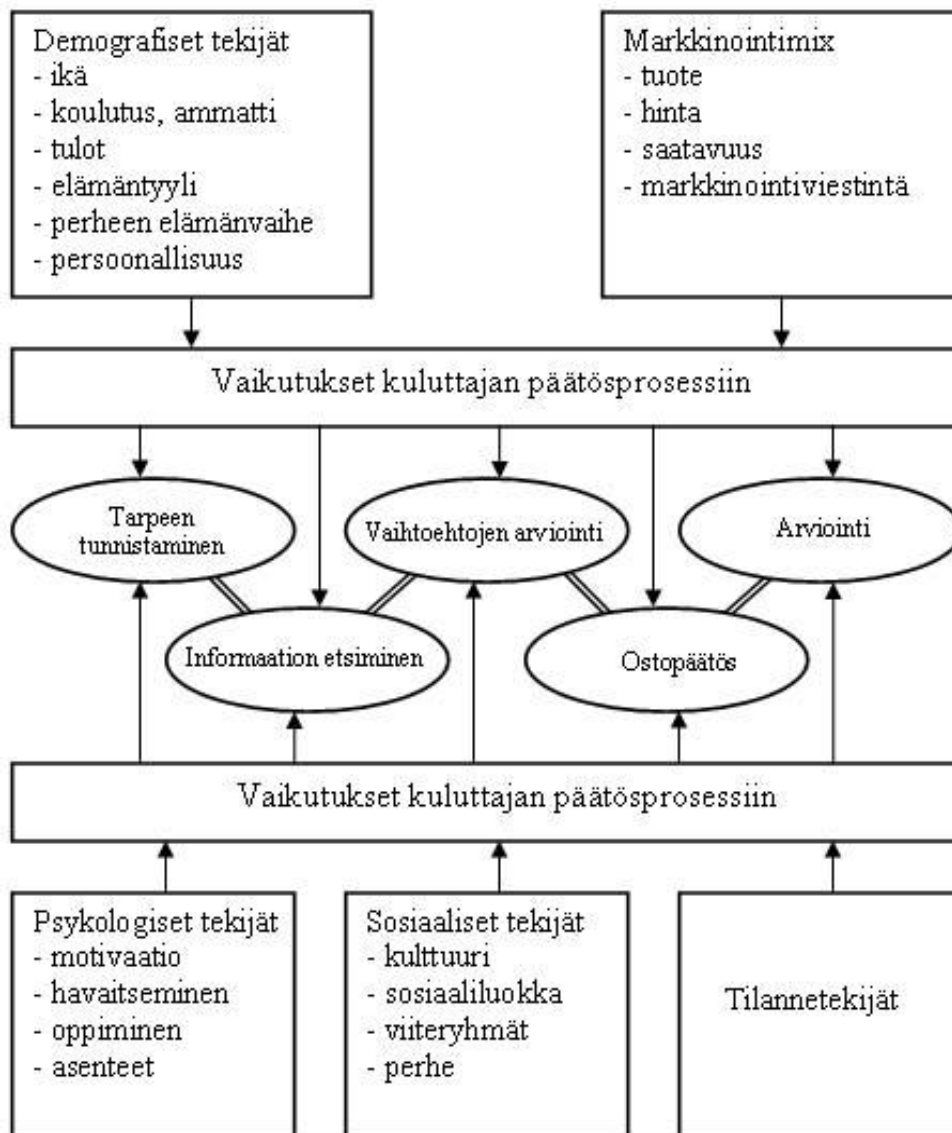 Demografiset tekijät
- ikä
- koulutus, ammatti
- tulot
- elämäntyyli
- perheen elämänvaihe
- persoonallisuus
Markkinointimix
- tuote
- hinta
- saatavuus
- markkinointiviestintä
Vaikutukset kuluttajan päätösprosessiin
Tarpeen
tunnistaminen
Vaihtoehtojen arviointi
Arviointi
Informaation etsiminen
Ostopäätös
Vaikutukset kuluttajan päätösprosessiin
Psykologiset tekijät
- motivaatio
- havaitseminen
- oppiminen
- asenteet
Sosiaaliset tekijät
- kulttuuri
- sosiaaliluokka
- viiteryhmät
- perhe
Tilannetekijät